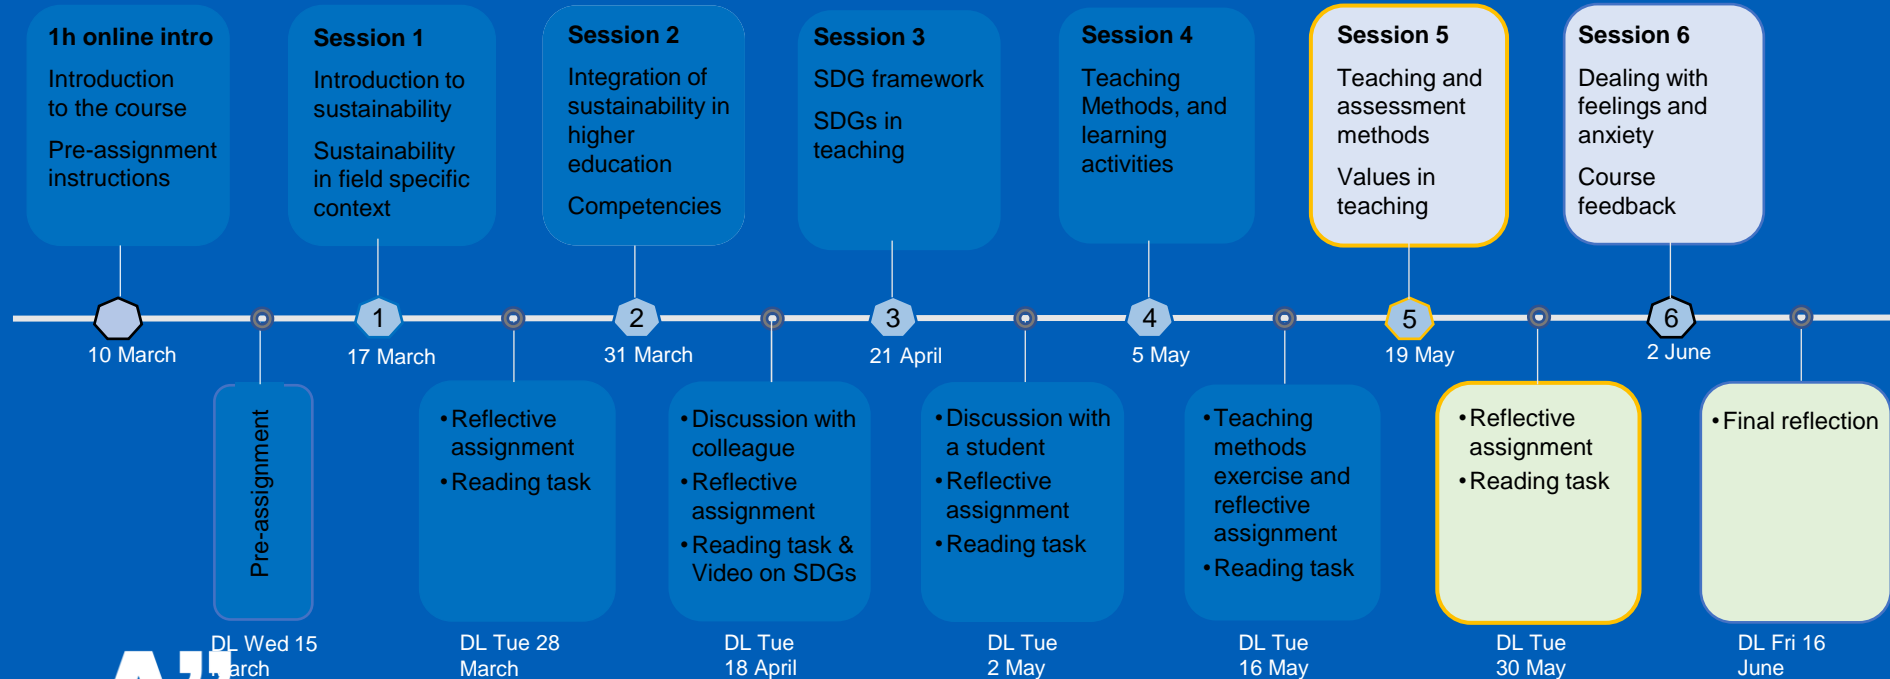 1h online intro
Introduction
to the course
Pre-assignment
instructions
Session 1
Introduction to
sustainability
Sustainability
in field specific
context
Session 2
Integration of
sustainability in
higher
education
Competencies
Session 3
SDG framework
SDGs in
teaching
Session 4
Teaching
Methods, and
learning
activities
Session 5
Teaching and
assessment
methods
Values in
teaching
Session 6
Dealing with
feelings and
anxiety
Course
feedback
1
2
3
4
5
6
10 March
17 March
31 March
21 April
5 May
19 May
2 June
Pre-assignment
•Reflective
assignment
•Reading task
•Discussion with
colleague
•Reflective
assignment
•Reading task &
Video on SDGs
•Discussion with
a student
•Reflective
assignment
•Reading task
•Teaching
methods
exercise and
reflective
assignment
•Reading task
•Reflective
assignment
•Reading task
•Final reflection
DL Wed 15
March
DL Tue 28
March
DL Tue
18 April
DL Tue
2 May
DL Tue
16 May
DL Tue
30 May
DL Fri 16
June
A”